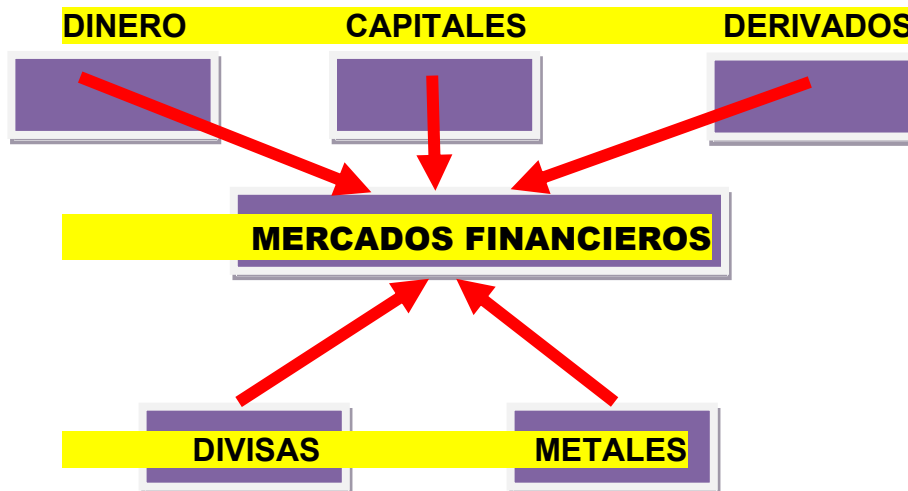 DINERO CAPITALES DERIVADOS
MERCADOS FINANCIEROS
DIVISAS METALES